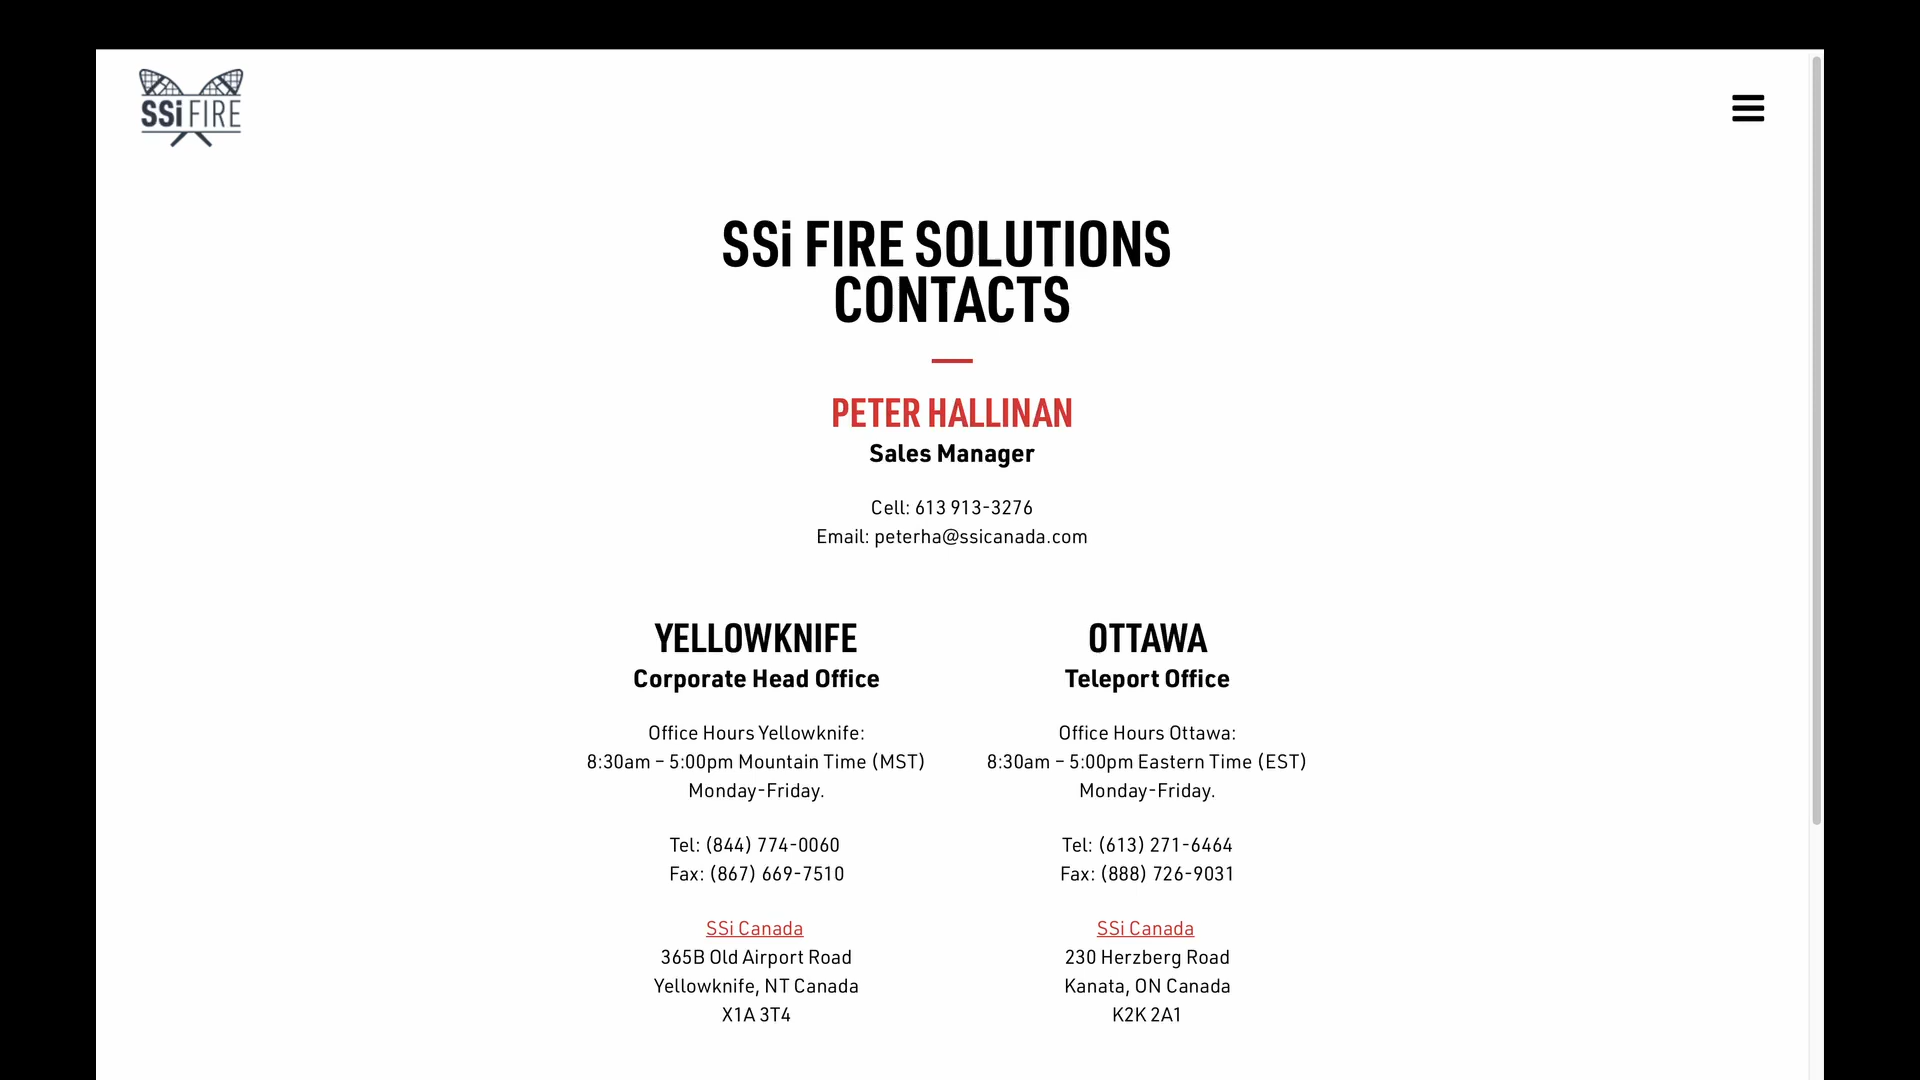 SSi FIRE
SSi FIRE SOLUTIONS
CONTACTS
PETER HALLINAN
Sales Manager
Cell: 613 913-3276
Email: peterha@ssicanada.com
YELLOWKNIFE
Corporate Head Office
Office Hours Yellowknife:
8:30am – 5:00pm Mountain Time (MST)
Monday-Friday.
Tel: (844) 774-0060
Fax: (867) 669-7510
SSi Canada
365B Old Airport Road
Yellowknife, NT Canada
X1A 3T4
OTTAWA
Teleport Office
Office Hours Ottawa:
8:30am – 5:00pm Eastern Time (EST)
Monday-Friday.
Tel: (613) 271-6464
Fax: (888) 726-9031
SSi Canada
230 Herzberg Road
Kanata, ON Canada
K2K 2A1